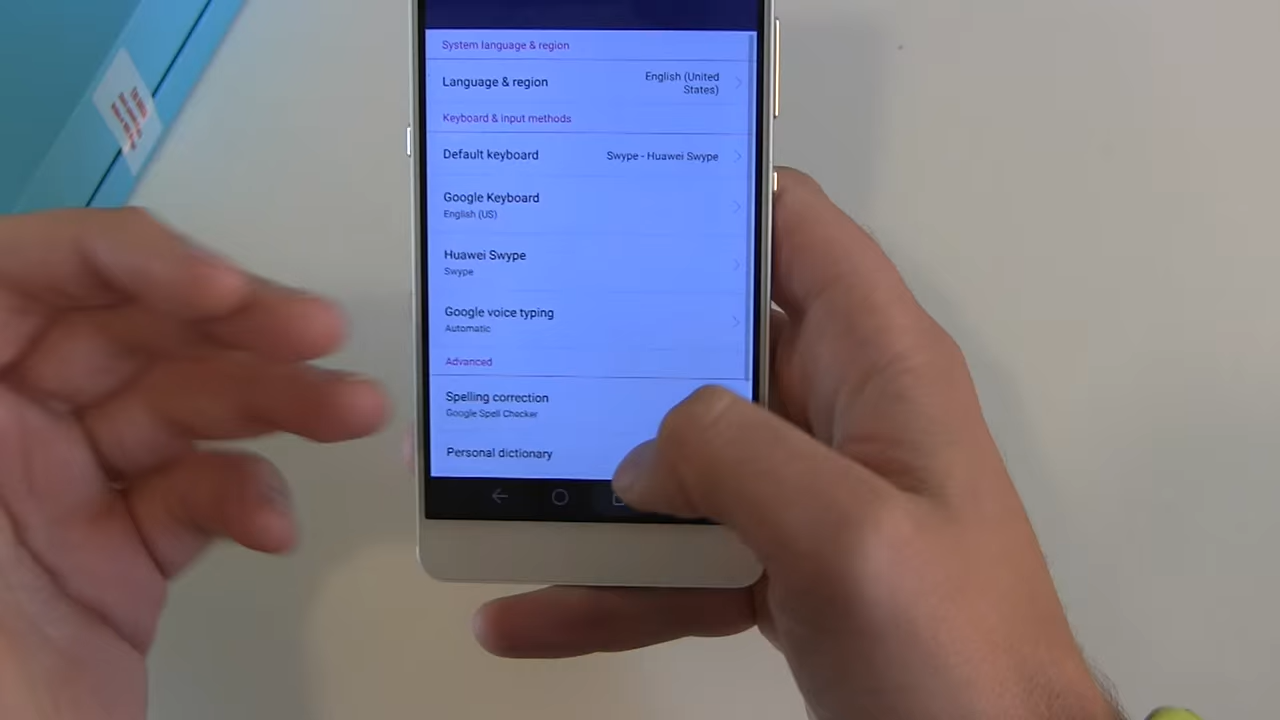 System language & region
Language & region
English (United
States)
Keyboard & input methods
Default keyboard
Swype - Huawei Swype
Google Keyboard
English (US)
Huawei Swype
Swype
Google voice typing
Automatic
Advanced
Spelling correction
Google Spell Checker
Personal dictionary